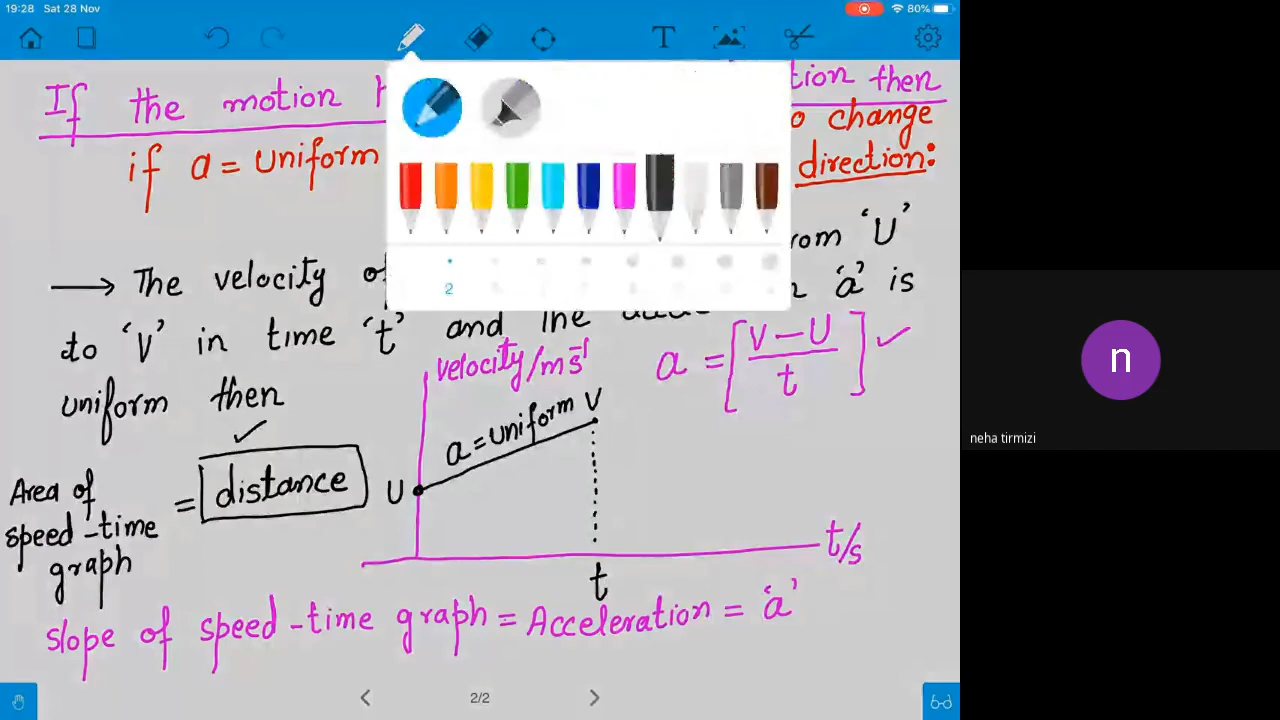 19:28 Sat 28 Nov
80%
T
If the motion h tion then
o change
if a = Uniform direction:
rom ‘U’
→ The velocity of ‘a’ is
to ‘V’ in time ‘t’ and the
uniform then
a = [V – U / t] ✓
velocity/ms⁻¹
a = uniform V
U
Area of speed-time graph = distance
t/s
t
slope of speed-time graph = Acceleration = ‘a’
2
2/2
n
neha tirmizi